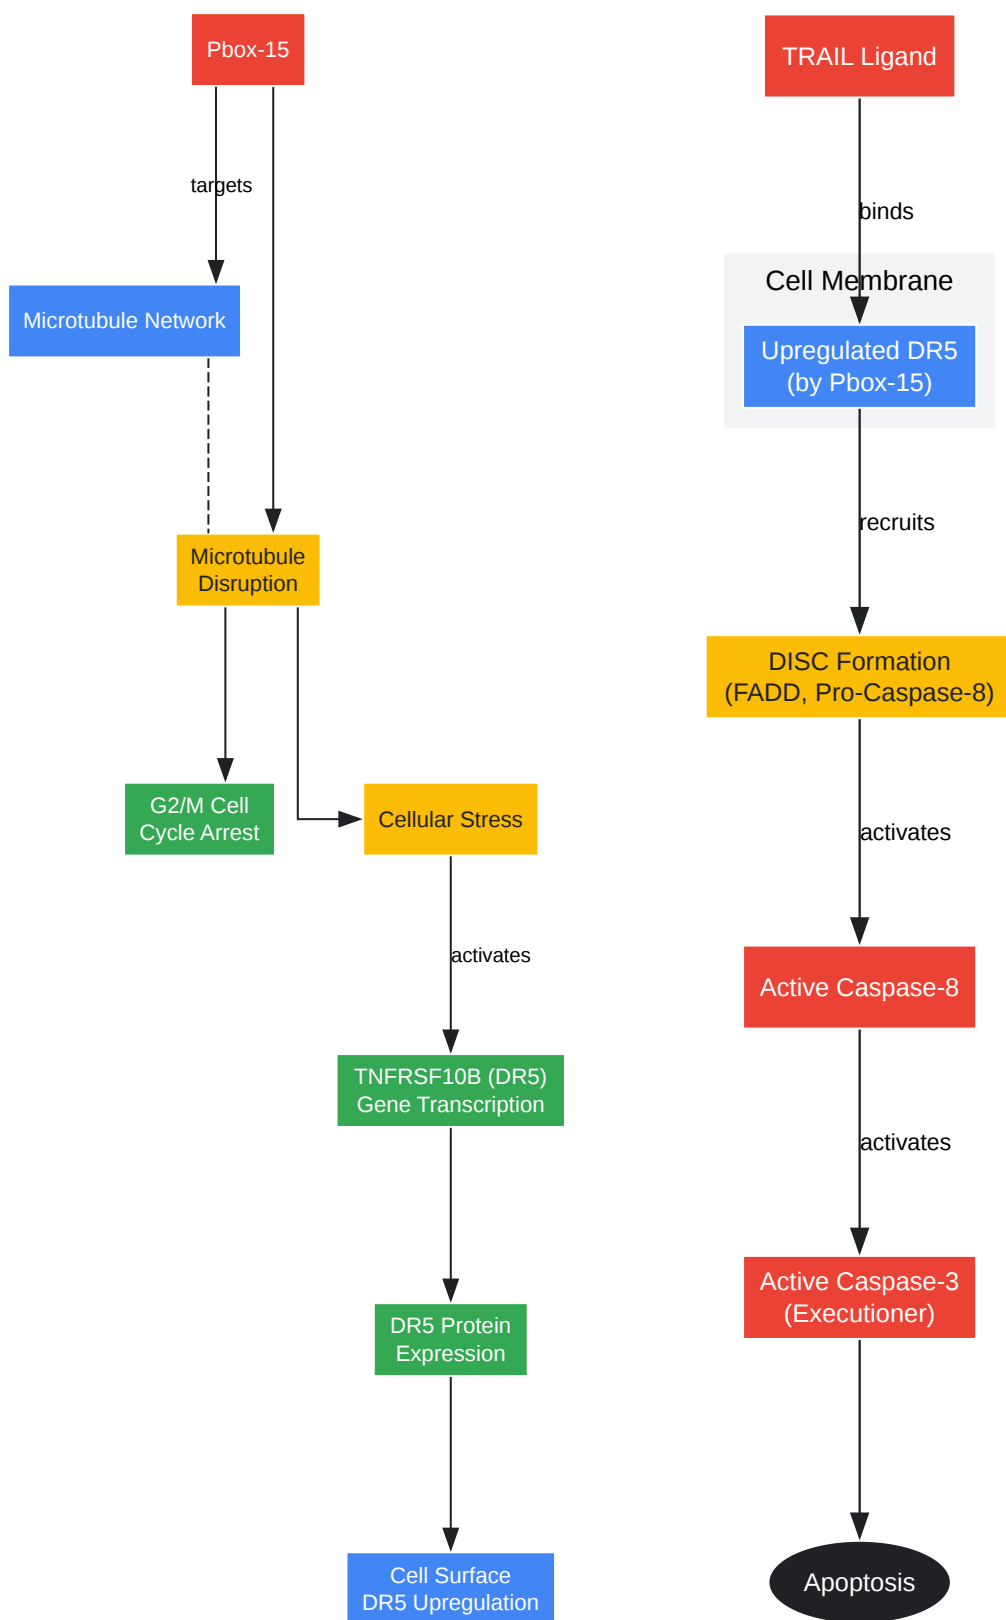 Pbox-15
targets
Microtubule Network
Microtubule
Disruption
G2/M Cell
Cycle Arrest
Cellular Stress
activates
TNFRSF10B (DR5)
Gene Transcription
DR5 Protein
Expression
Cell Surface
DR5 Upregulation
TRAIL Ligand
binds
Cell Membrane
Upregulated DR5
(by Pbox-15)
recruits
DISC Formation
(FADD, Pro-Caspase-8)
activates
Active Caspase-8
activates
Active Caspase-3
(Executioner)
Apoptosis